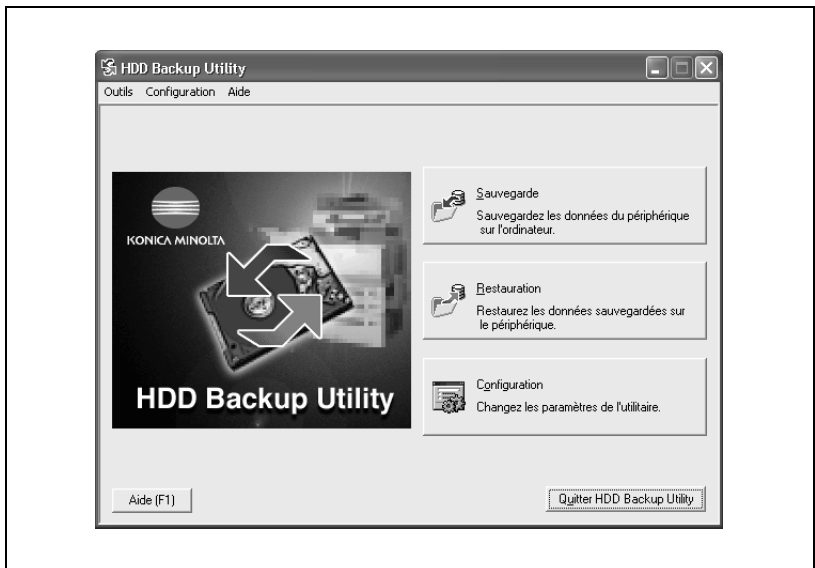 HDD Backup Utility
Outils Configuration Aide
KONICA MINOLTA
HDD Backup Utility
Sauvegarde
Sauvegardez les données du périphérique
sur l'ordinateur.
Restauration
Restaurez les données sauvegardées sur
le périphérique.
Configuration
Changez les paramètres de l'utilitaire.
Aide (F1)
Quitter HDD Backup Utility